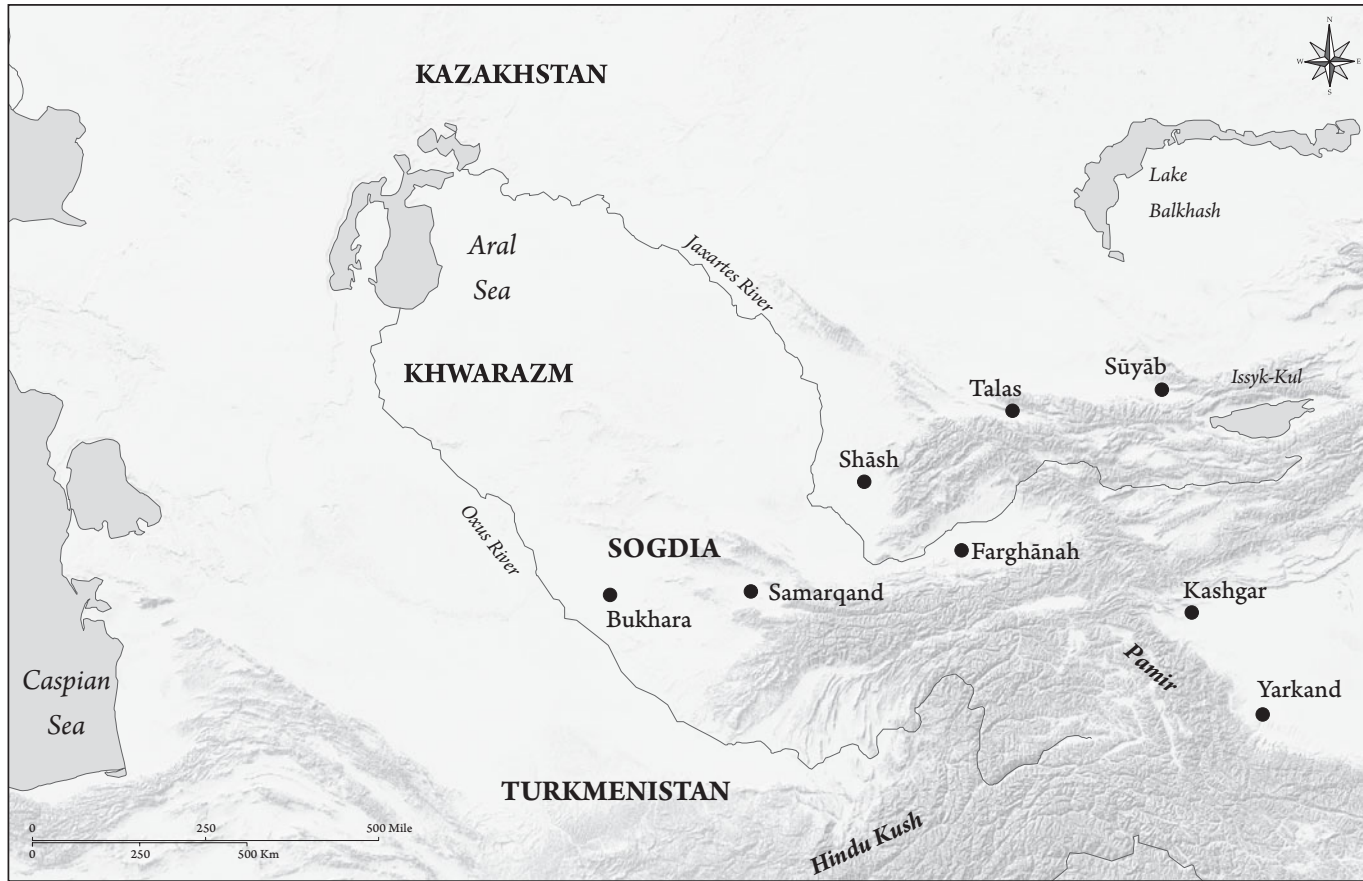 N
W
E
S
KAZAKHSTAN
Lake
Balkhash
Aral
Sea
Jaxartes River
KHWARAZM
Sūyāb
Talas
Issyk-Kul
Shāsh
Oxus River
SOGDIA
Farghānah
Samarqand
Bukhara
Kashgar
Pamir
Caspian
Sea
Yarkand
TURKMENISTAN
Hindu Kush
0 250 500 Mile
0 250 500 Km